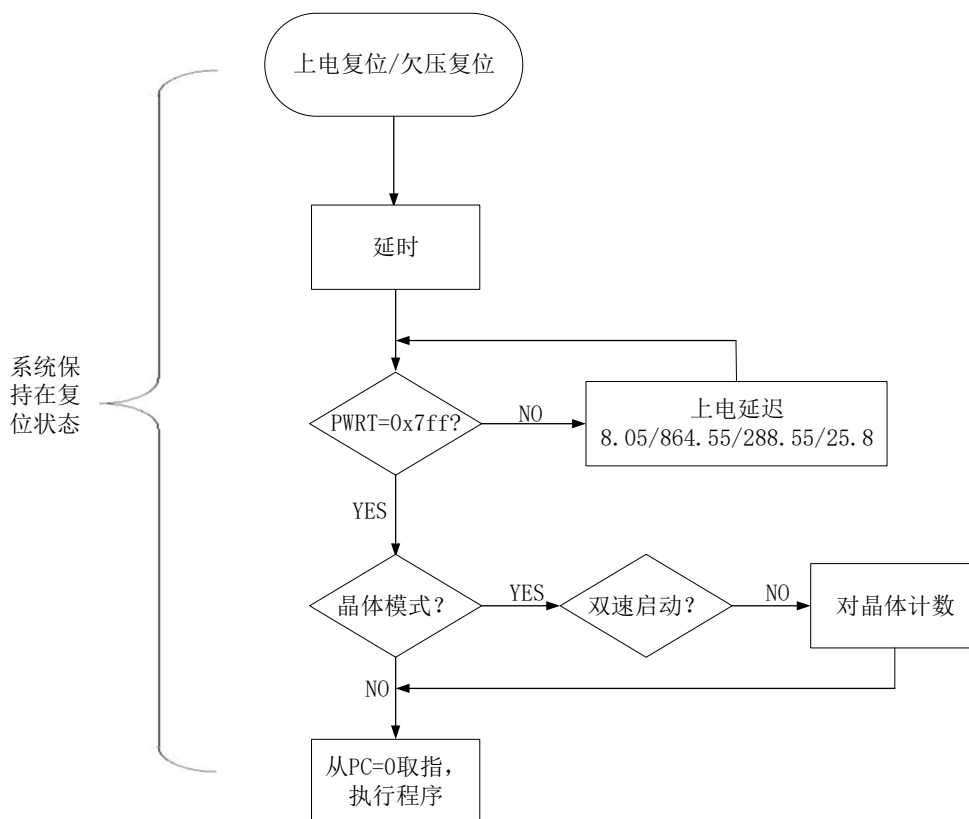 上电复位/欠压复位
延时
系统保
持在复
位状态
PWRT=0x7ff?
NO
上电延迟
8.05/864.55/288.55/25.8
YES
晶体模式?
YES
双速启动?
NO
对晶体计数
NO
从PC=0取指,
执行程序